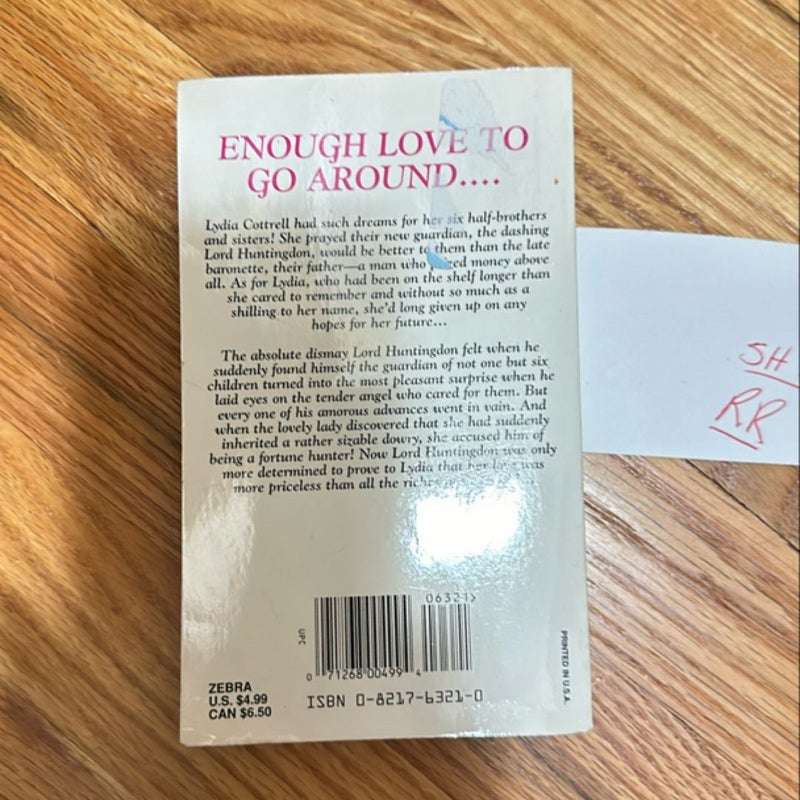 ENOUGH LOVE TO
GO AROUND....
Lydia Cottrell had such dreams for her six half-brothers
and sisters! She prayed their new guardian, the dashing
Lord Huntingdon, would be better to them than the late
baronette, their father—a man who money above
all. As for Lydia, who had been on the shelf longer than
she cared to remember and without so much as a
shilling to her name, she'd long given up on any
hopes for her future...
The absolute dismay Lord Huntingdon felt when he
suddenly found himself the guardian of not one but six
children turned into the most pleasant surprise when he
laid eyes on the tender angel who cared for them. But
every one of his amorous advances went in vain. And
when the lovely lady discovered that she had suddenly
inherited a rather sizable dowry, she accused him of
being a fortune hunter! Now Lord Huntingdon was only
more determined to prove to Lydia that her love was
more priceless than all the
06321>
UPC
0 71268 00499 4
ZEBRA
U.S. $4.99
CAN $6.50
ISBN 0-8217-6321-0
PRINTED IN U.S.A.
SH
RR